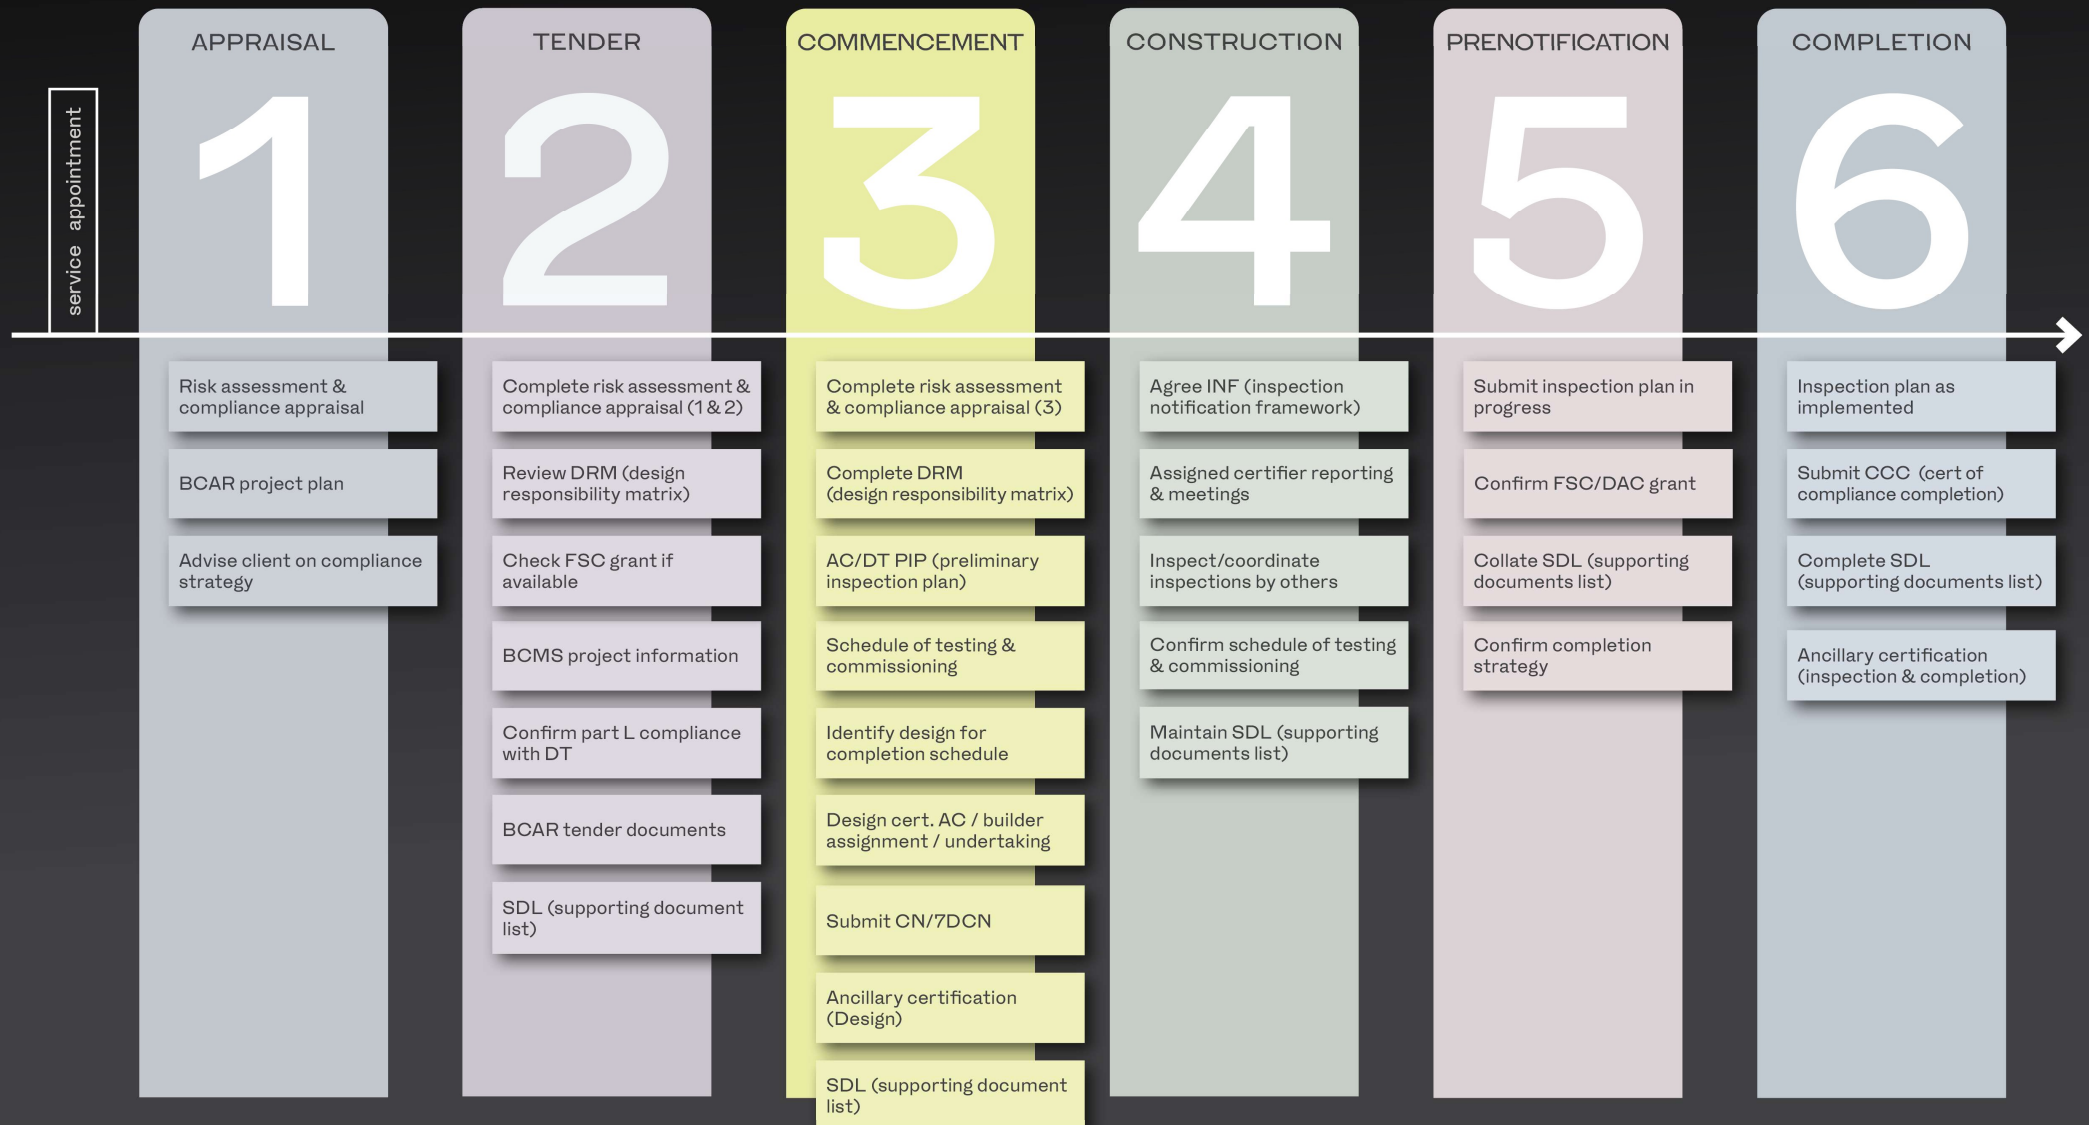 service appointment
APPRAISAL
1
Risk assessment &
compliance appraisal
BCAR project plan
Advise client on compliance
strategy
TENDER
2
Complete risk assessment &
compliance appraisal (1 & 2)
Review DRM (design
responsibility matrix)
Check FSC grant if
available
BCMS project information
Confirm part L compliance
with DT
BCAR tender documents
SDL (supporting document
list)
COMMENCEMENT
3
Complete risk assessment
& compliance appraisal (3)
Complete DRM
(design responsibility matrix)
AC/DT PIP (preliminary
inspection plan)
Schedule of testing &
commissioning
Identify design for
completion schedule
Design cert. AC / builder
assignment / undertaking
Submit CN/7DCN
Ancillary certification
(Design)
SDL (supporting document
list)
CONSTRUCTION
4
Agree INF (inspection
notification framework)
Assigned certifier reporting
& meetings
Inspect/coordinate
inspections by others
Confirm schedule of testing
& commissioning
Maintain SDL (supporting
documents list)
PRENOTIFICATION
5
Submit inspection plan in
progress
Confirm FSC/DAC grant
Collate SDL (supporting
documents list)
Confirm completion
strategy
COMPLETION
6
Inspection plan as
implemented
Submit CCC (cert of
compliance completion)
Complete SDL
(supporting documents list)
Ancillary certification
(inspection & completion)